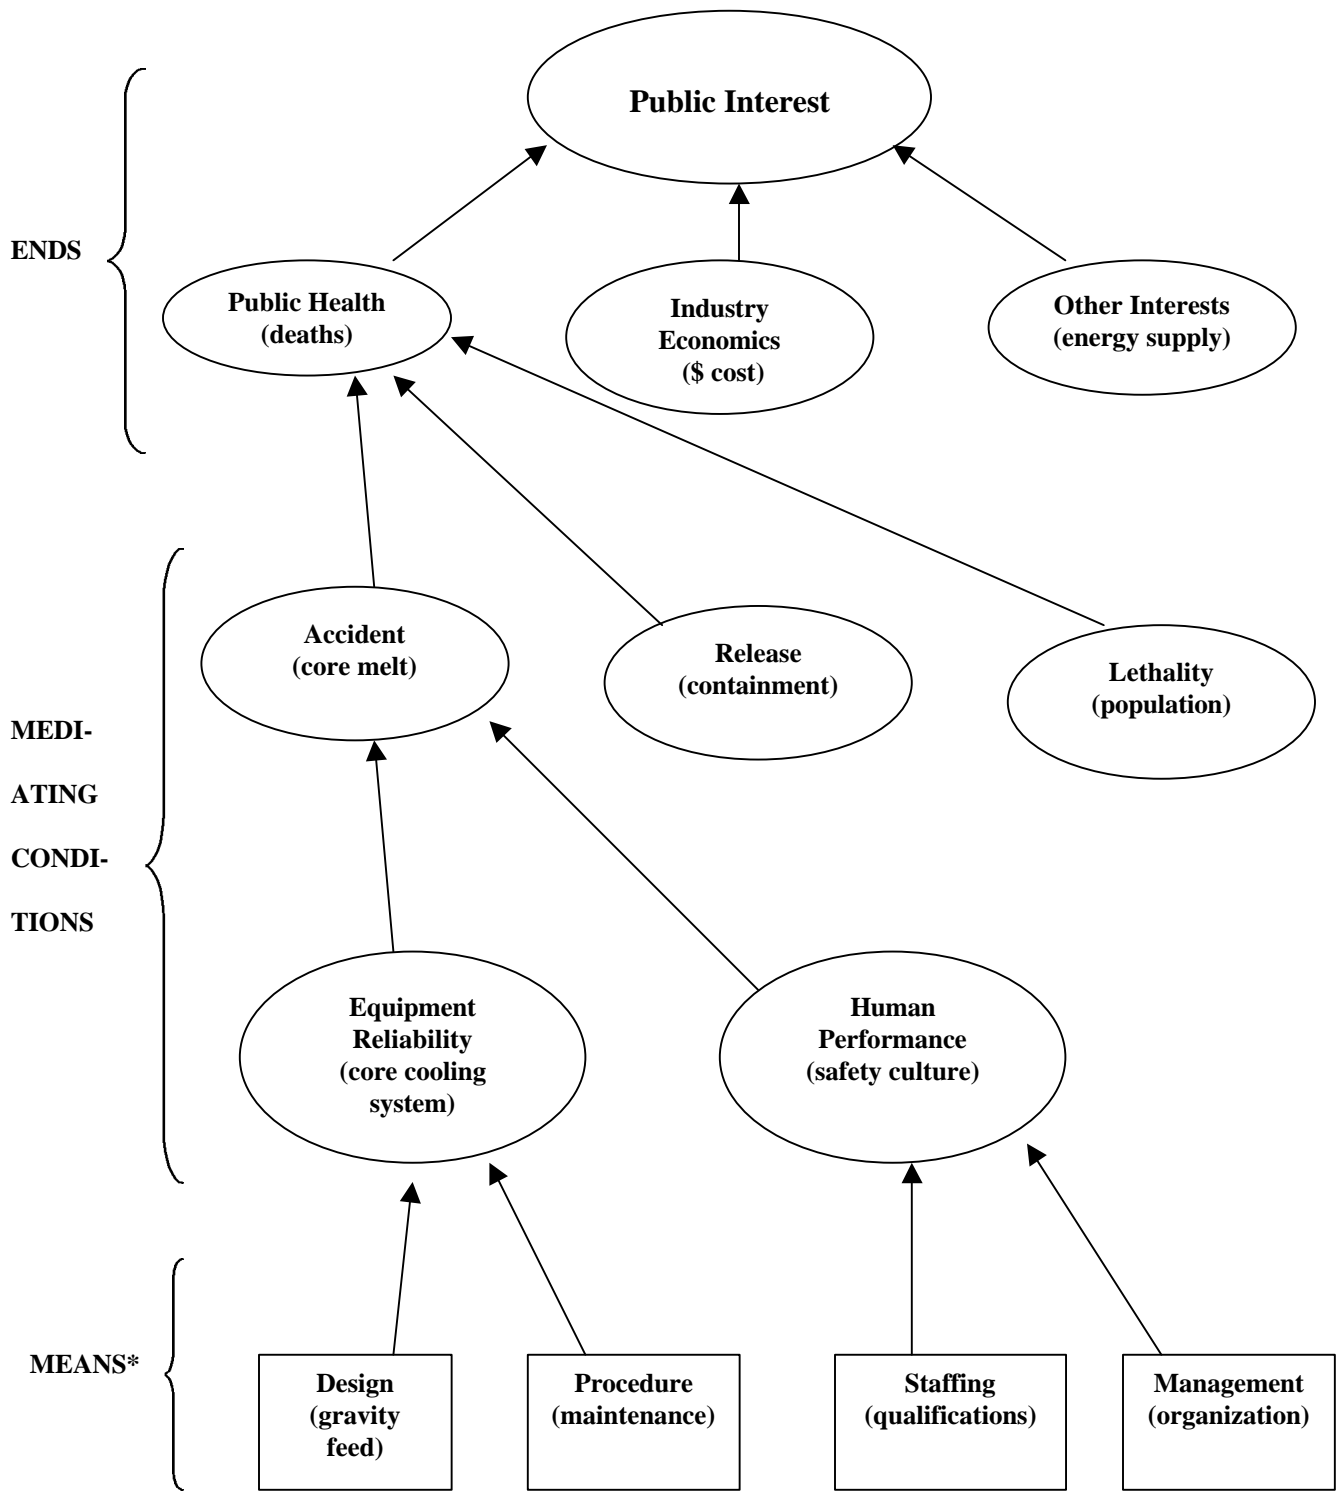 Public Interest
ENDS
Public Health
(deaths)
Industry
Economics
($ cost)
Other Interests
(energy supply)
Accident
(core melt)
Release
(containment)
Lethality
(population)
MEDI-
ATING
CONDI-
TIONS
Equipment
Reliability
(core cooling
system)
Human
Performance
(safety culture)
MEANS*
Design
(gravity
feed)
Procedure
(maintenance)
Staffing
(qualifications)
Management
(organization)